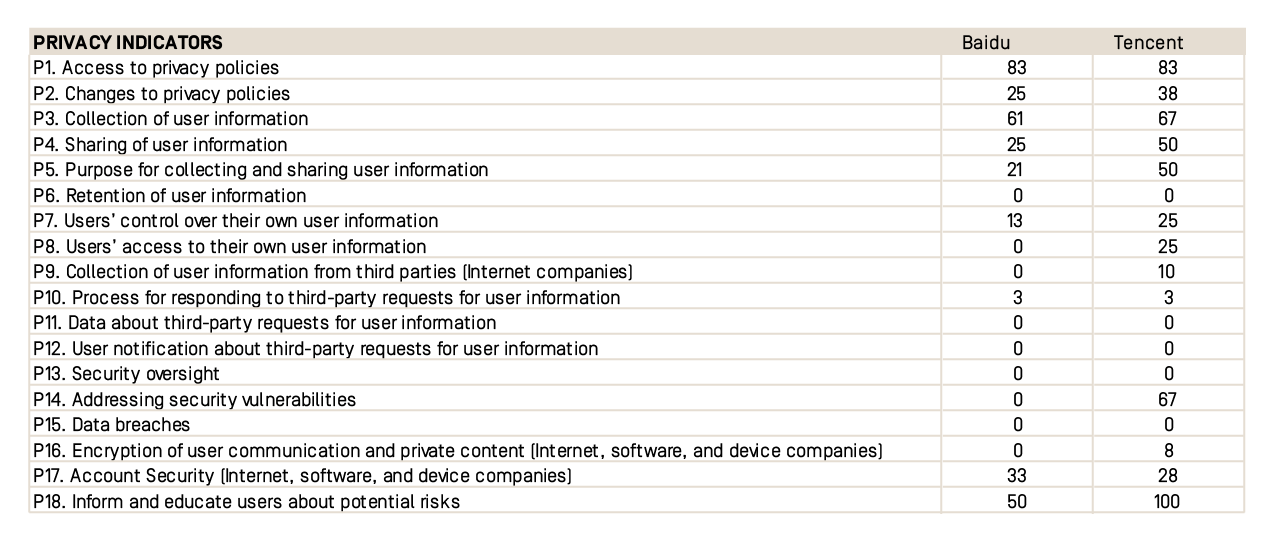 PRIVACY INDICATORS Baidu Tencent
P1. Access to privacy policies 83 83
P2. Changes to privacy policies 25 38
P3. Collection of user information 61 67
P4. Sharing of user information 25 50
P5. Purpose for collecting and sharing user information 21 50
P6. Retention of user information 0 0
P7. Users' control over their own user information 13 25
P8. Users' access to their own user information 0 25
P9. Collection of user information from third parties (Internet companies) 0 10
P10. Process for responding to third-party requests for user information 3 3
P11. Data about third-party requests for user information 0 0
P12. User notification about third-party requests for user information 0 0
P13. Security oversight 0 0
P14. Addressing security vulnerabilities 0 67
P15. Data breaches 0 0
P16. Encryption of user communication and private content (Internet, software, and device companies) 0 8
P17. Account Security (Internet, software, and device companies) 33 28
P18. Inform and educate users about potential risks 50 100